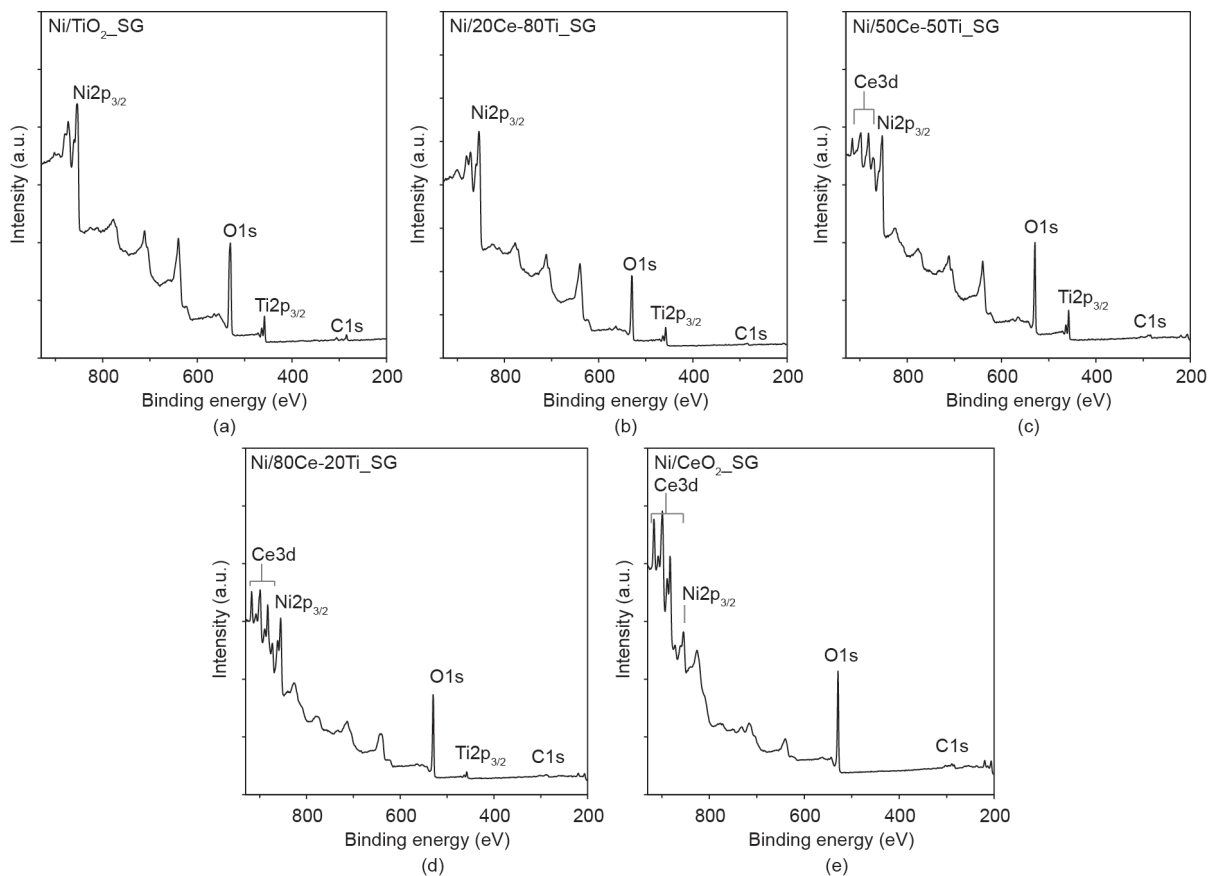 Ni/TiO₂_SG
Ni2p₃/₂
O1s
Ti2p₃/₂
C1s
Intensity (a.u.)
800 600 400 200
Binding energy (eV)
(a)
Ni/20Ce-80Ti_SG
Ni2p₃/₂
O1s
Ti2p₃/₂
C1s
Intensity (a.u.)
800 600 400 200
Binding energy (eV)
(b)
Ni/50Ce-50Ti_SG
Ce3d
Ni2p₃/₂
O1s
Ti2p₃/₂
C1s
Intensity (a.u.)
800 600 400 200
Binding energy (eV)
(c)
Ni/80Ce-20Ti_SG
Ce3d
Ni2p₃/₂
O1s
Ti2p₃/₂
C1s
Intensity (a.u.)
800 600 400 200
Binding energy (eV)
(d)
Ni/CeO₂_SG
Ce3d
Ni2p₃/₂
O1s
C1s
Intensity (a.u.)
800 600 400 200
Binding energy (eV)
(e)